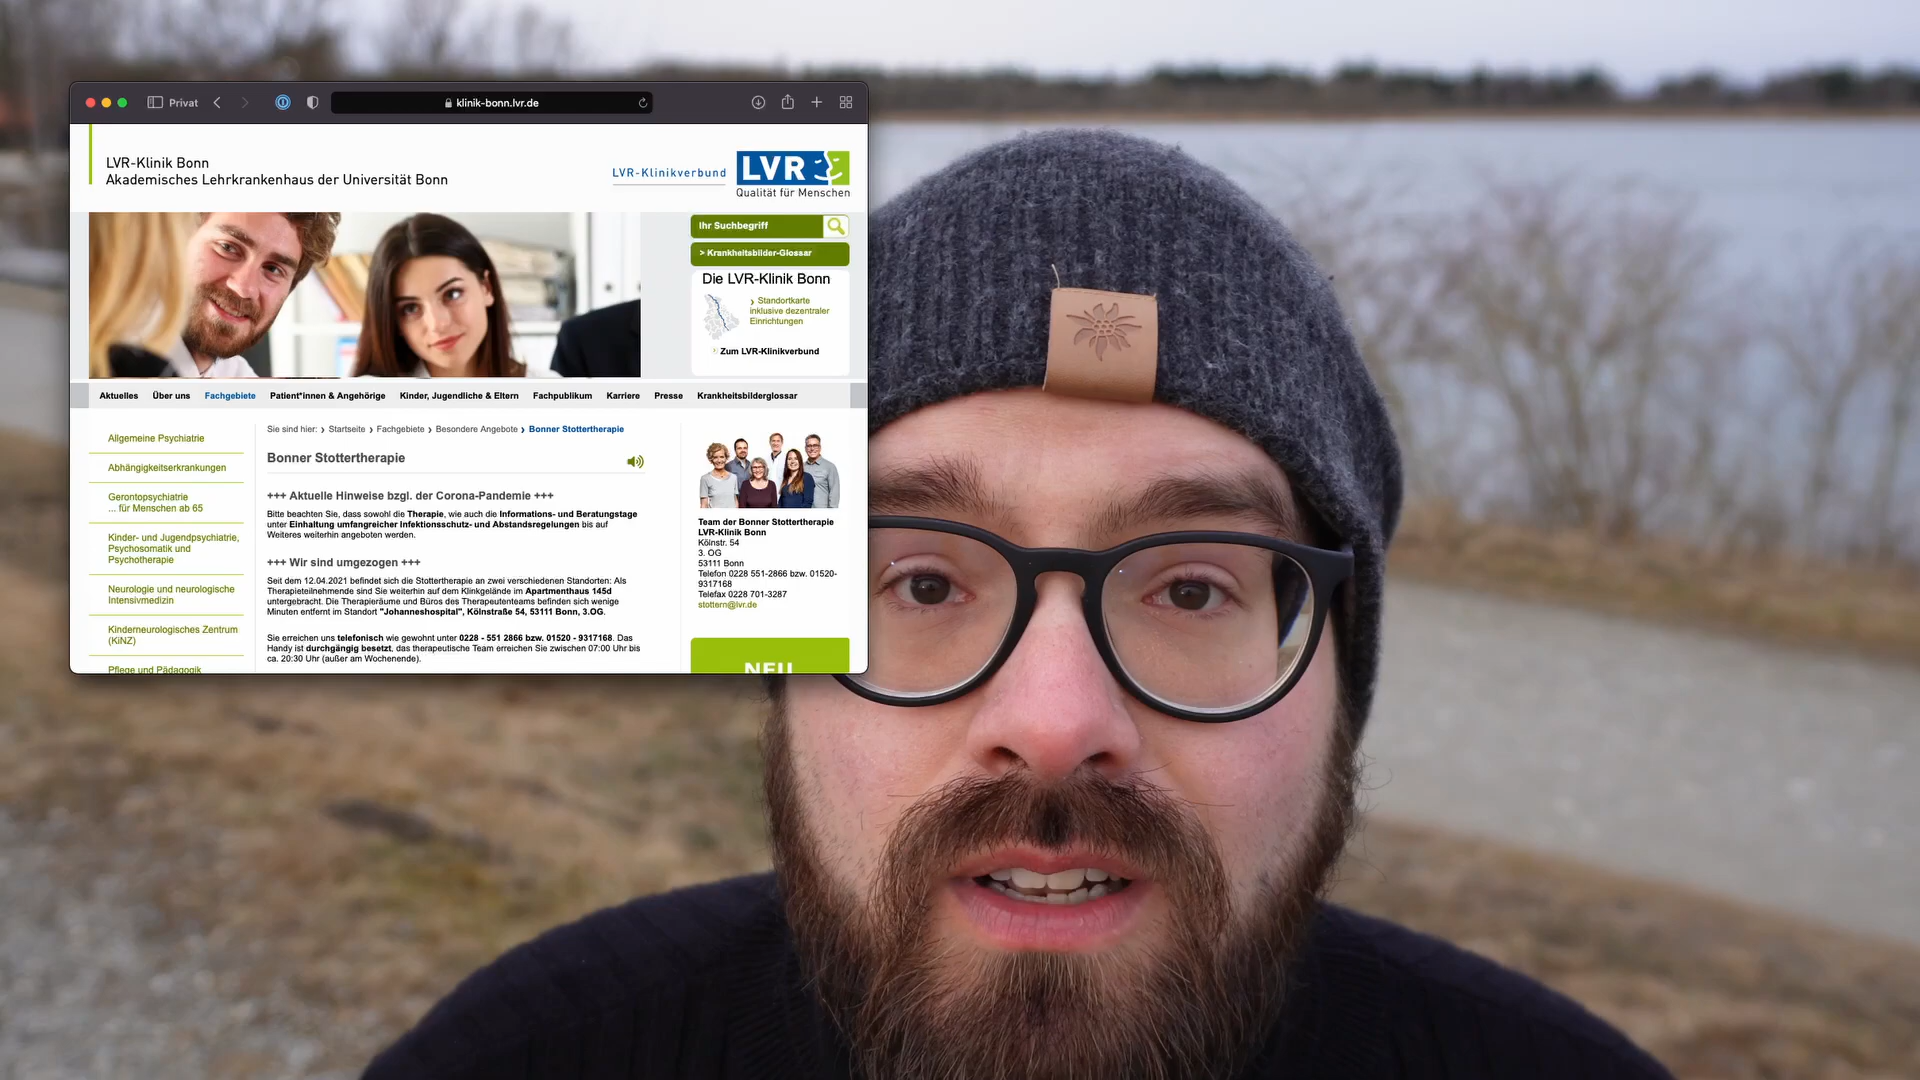 Privat
klinik-bonn.lvr.de
LVR-Klinik Bonn
Akademisches Lehrkrankenhaus der Universität Bonn
LVR-Klinikverbund
LVR
Qualität für Menschen
Ihr Suchbegriff
> Krankheitsbilder-Glossar
Die LVR-Klinik Bonn
Standortkarte
inklusive dezentraler
Einrichtungen
Zum LVR-Klinikverbund
Aktuelles Über uns Fachgebiete Patient*innen & Angehörige Kinder, Jugendliche & Eltern Fachpublikum Karriere Presse Krankheitsbilderglossar
Allgemeine Psychiatrie
Abhängigkeitserkrankungen
Gerontopsychiatrie
... für Menschen ab 65
Kinder- und Jugendpsychiatrie,
Psychosomatik und
Psychotherapie
Neurologie und neurologische
Intensivmedizin
Kinderneurologisches Zentrum
(KiNZ)
Pflege und Pädagogik
Sie sind hier: › Startseite › Fachgebiete › Besondere Angebote › Bonner Stottertherapie
Bonner Stottertherapie
+++ Aktuelle Hinweise bzgl. der Corona-Pandemie +++
Bitte beachten Sie, dass sowohl die Therapie, wie auch die Informations- und Beratungstage
unter Einhaltung umfangreicher Infektionsschutz- und Abstandsregelungen bis auf
Weiteres weiterhin angeboten werden.
+++ Wir sind umgezogen +++
Seit dem 12.04.2021 befindet sich die Stottertherapie an zwei verschiedenen Standorten: Als
Therapieteilnehmende sind Sie weiterhin auf dem Klinkgelände im Apartmenthaus 145d
untergebracht. Die Therapieräume und Büros des Therapeutenteams befinden sich wenige
Minuten entfernt im Standort "Johanneshospital", Kölnstraße 54, 53111 Bonn, 3.OG.
Sie erreichen uns telefonisch wie gewohnt unter 0228 - 551 2866 bzw. 01520 - 9317168. Das
Handy ist durchgängig besetzt, das therapeutische Team erreichen Sie zwischen 07:00 Uhr bis
ca. 20:30 Uhr (außer am Wochenende).
Team der Bonner Stottertherapie
LVR-Klinik Bonn
Kölnstr. 54
3. OG
53111 Bonn
Telefon 0228 551-2866 bzw. 01520-
9317168
Telefax 0228 701-3287
stottern@lvr.de
NEU